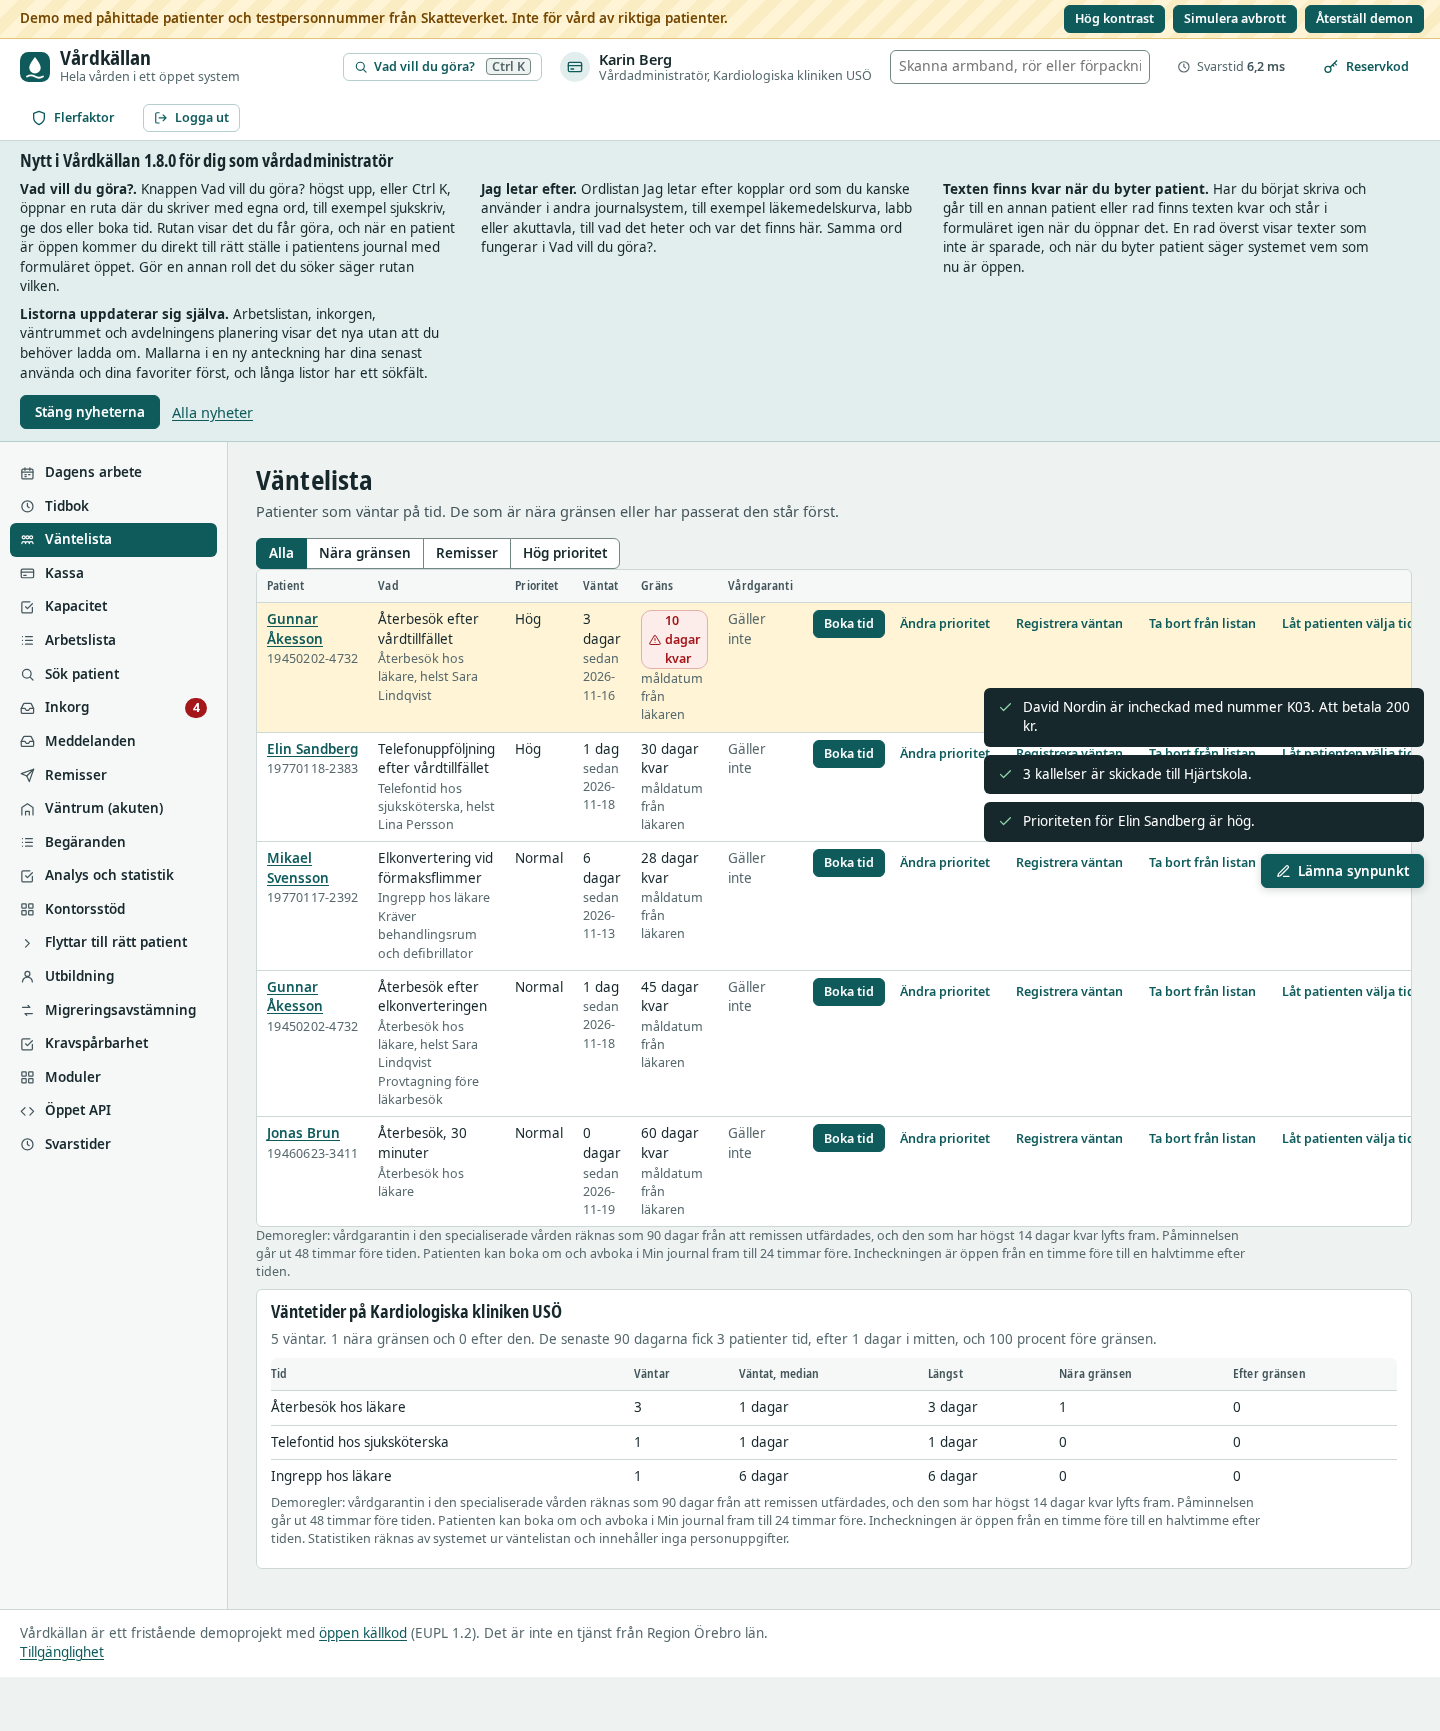 Demo med påhittade patienter och testpersonnummer från Skatteverket. Inte för vård av riktiga patienter.
Hög kontrast
Simulera avbrott
Återställ demon
Vårdkällan
Hela vården i ett öppet system
Vad vill du göra? Ctrl K
Karin Berg
Vårdadministratör, Kardiologiska kliniken USÖ
Skanna armband, rör eller förpackni
Svarstid 6,2 ms
Reservkod
Flerfaktor
Logga ut
Nytt i Vårdkällan 1.8.0 för dig som vårdadministratör
Vad vill du göra?. Knappen Vad vill du göra? högst upp, eller Ctrl K,
öppnar en ruta där du skriver med egna ord, till exempel sjukskriv,
ge dos eller boka tid. Rutan visar det du får göra, och när en patient
är öppen kommer du direkt till rätt ställe i patientens journal med
formuläret öppet. Gör en annan roll det du söker säger rutan
vilken.
Jag letar efter. Ordlistan Jag letar efter kopplar ord som du kanske
använder i andra journalsystem, till exempel läkemedelskurva, labb
eller akuttavla, till vad det heter och var det finns här. Samma ord
fungerar i Vad vill du göra?.
Texten finns kvar när du byter patient. Har du börjat skriva och
går till en annan patient eller rad finns texten kvar och står i
formuläret igen när du öppnar det. En rad överst visar texter som
inte är sparade, och när du byter patient säger systemet vem som
nu är öppen.
Listorna uppdaterar sig själva. Arbetslistan, inkorgen,
väntrummet och avdelningens planering visar det nya utan att du
behöver ladda om. Mallarna i en ny anteckning har dina senast
använda och dina favoriter först, och långa listor har ett sökfält.
Stäng nyheterna
Alla nyheter
Dagens arbete
Tidbok
Väntelista
Kassa
Kapacitet
Arbetslista
Sök patient
Inkorg 4
Meddelanden
Remisser
Väntrum (akuten)
Begäranden
Analys och statistik
Kontorsstöd
Flyttar till rätt patient
Utbildning
Migreringsavstämning
Kravspårbarhet
Moduler
Öppet API
Svarstider
Väntelista
Patienter som väntar på tid. De som är nära gränsen eller har passerat den står först.
Alla
Nära gränsen
Remisser
Hög prioritet
Patient Vad Prioritet Väntat Gräns Vårdgaranti
Gunnar
Åkesson
19450202-4732
Återbesök efter
vårdtillfället
Återbesök hos
läkare, helst Sara
Lindqvist
Hög
3
dagar
sedan
2026-
11-16
10
dagar
kvar
måldatum
från
läkaren
Gäller
inte
Boka tid Ändra prioritet Registrera väntan Ta bort från listan Låt patienten välja tid
Elin Sandberg
19770118-2383
Telefonuppföljning
efter vårdtillfället
Telefontid hos
sjuksköterska, helst
Lina Persson
Hög
1 dag
sedan
2026-
11-18
30 dagar
kvar
måldatum
från
läkaren
Gäller
inte
Boka tid Ändra prioritet Registrera väntan Ta bort från listan Låt patienten välja tid
David Nordin är incheckad med nummer K03. Att betala 200
kr.
3 kallelser är skickade till Hjärtskola.
Prioriteten för Elin Sandberg är hög.
Mikael
Svensson
19770117-2392
Elkonvertering vid
förmaksflimmer
Ingrepp hos läkare
Kräver
behandlingsrum
och defibrillator
Normal
6
dagar
sedan
2026-
11-13
28 dagar
kvar
måldatum
från
läkaren
Gäller
inte
Boka tid Ändra prioritet Registrera väntan Ta bort från listan
Lämna synpunkt
Gunnar
Åkesson
19450202-4732
Återbesök efter
elkonverteringen
Återbesök hos
läkare, helst Sara
Lindqvist
Provtagning före
läkarbesök
Normal
1 dag
sedan
2026-
11-18
45 dagar
kvar
måldatum
från
läkaren
Gäller
inte
Boka tid Ändra prioritet Registrera väntan Ta bort från listan Låt patienten välja tid
Jonas Brun
19460623-3411
Återbesök, 30
minuter
Återbesök hos
läkare
Normal
0
dagar
sedan
2026-
11-19
60 dagar
kvar
måldatum
från
läkaren
Gäller
inte
Boka tid Ändra prioritet Registrera väntan Ta bort från listan Låt patienten välja tid
Demoregler: vårdgarantin i den specialiserade vården räknas som 90 dagar från att remissen utfärdades, och den som har högst 14 dagar kvar lyfts fram. Påminnelsen
går ut 48 timmar före tiden. Patienten kan boka om och avboka i Min journal fram till 24 timmar före. Incheckningen är öppen från en timme före till en halvtimme efter
tiden.
Väntetider på Kardiologiska kliniken USÖ
5 väntar. 1 nära gränsen och 0 efter den. De senaste 90 dagarna fick 3 patienter tid, efter 1 dagar i mitten, och 100 procent före gränsen.
Tid Väntar Väntat, median Längst Nära gränsen Efter gränsen
Återbesök hos läkare 3 1 dagar 3 dagar 1 0
Telefontid hos sjuksköterska 1 1 dagar 1 dagar 0 0
Ingrepp hos läkare 1 6 dagar 6 dagar 0 0
Demoregler: vårdgarantin i den specialiserade vården räknas som 90 dagar från att remissen utfärdades, och den som har högst 14 dagar kvar lyfts fram. Påminnelsen
går ut 48 timmar före tiden. Patienten kan boka om och avboka i Min journal fram till 24 timmar före. Incheckningen är öppen från en timme före till en halvtimme efter
tiden. Statistiken räknas av systemet ur väntelistan och innehåller inga personuppgifter.
Vårdkällan är ett fristående demoprojekt med öppen källkod (EUPL 1.2). Det är inte en tjänst från Region Örebro län.
Tillgänglighet